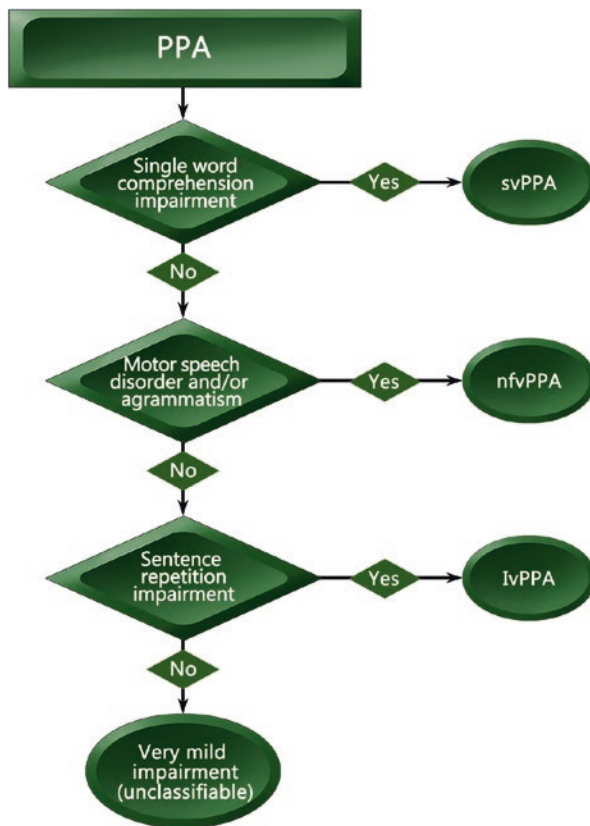 PPA
Single word
comprehension
impairment
Yes
svPPA
No
Motor speech
disorder and/or
agrammatism
Yes
nfvPPA
No
Sentence
repetition
impairment
Yes
IvPPA
No
Very mild
impairment
(unclassifiable)